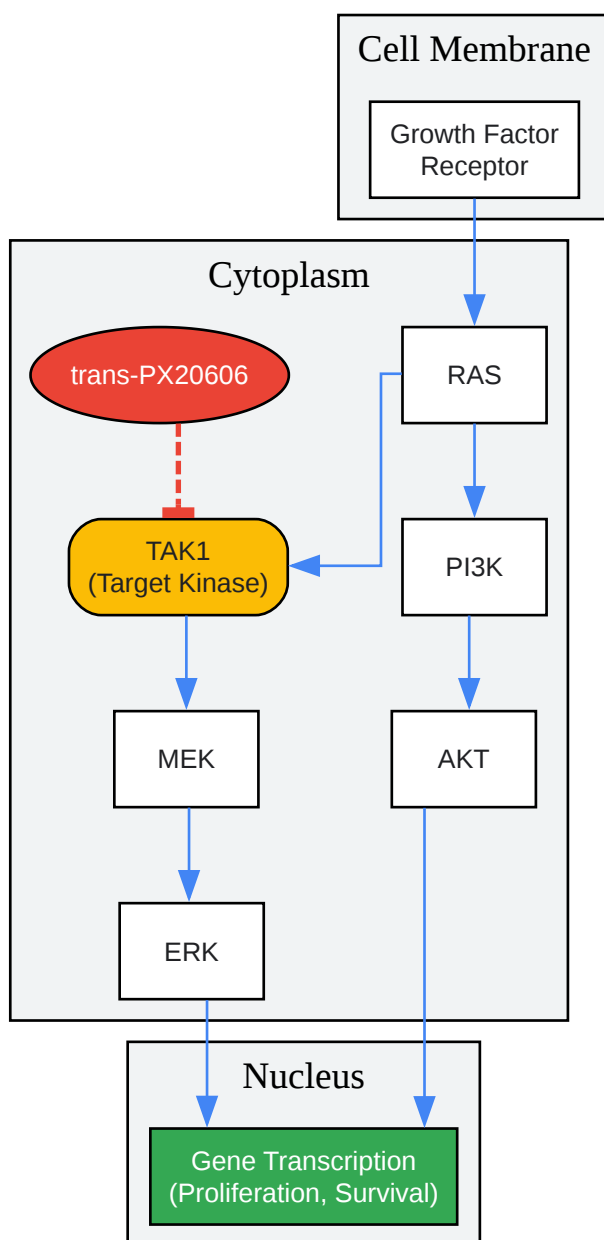 Cell Membrane
Growth Factor
Receptor
Cytoplasm
trans-PX20606
RAS
TAK1
(Target Kinase)
PI3K
MEK
AKT
ERK
Nucleus
Gene Transcription
(Proliferation, Survival)